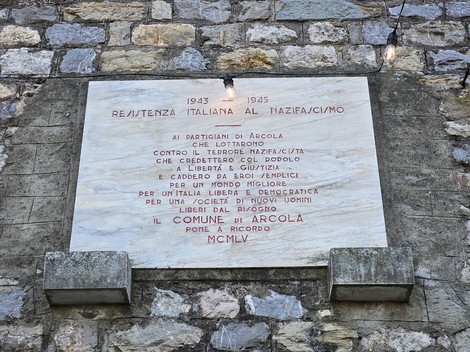 1943 - 1945
RESISTENZA ITALIANA AL NAZIFASCISMO
AI PARTIGIANI DI ARCOLA
CHE LOTTARONO
CONTRO IL TERRORE NAZIFASCISTA
CHE CREDETTERO COL POPOLO
A LIBERTÀ E GIUSTIZIA
E CADDERO DA EROI SEMPLICI
PER UN MONDO MIGLIORE
PER UN'ITALIA LIBERA E DEMOCRATICA
PER UNA SOCIETÀ DI NUOVI UOMINI
LIBERI DAL BISOGNO
IL COMUNE DI ARCOLA
PONE A RICORDO
MCMLV